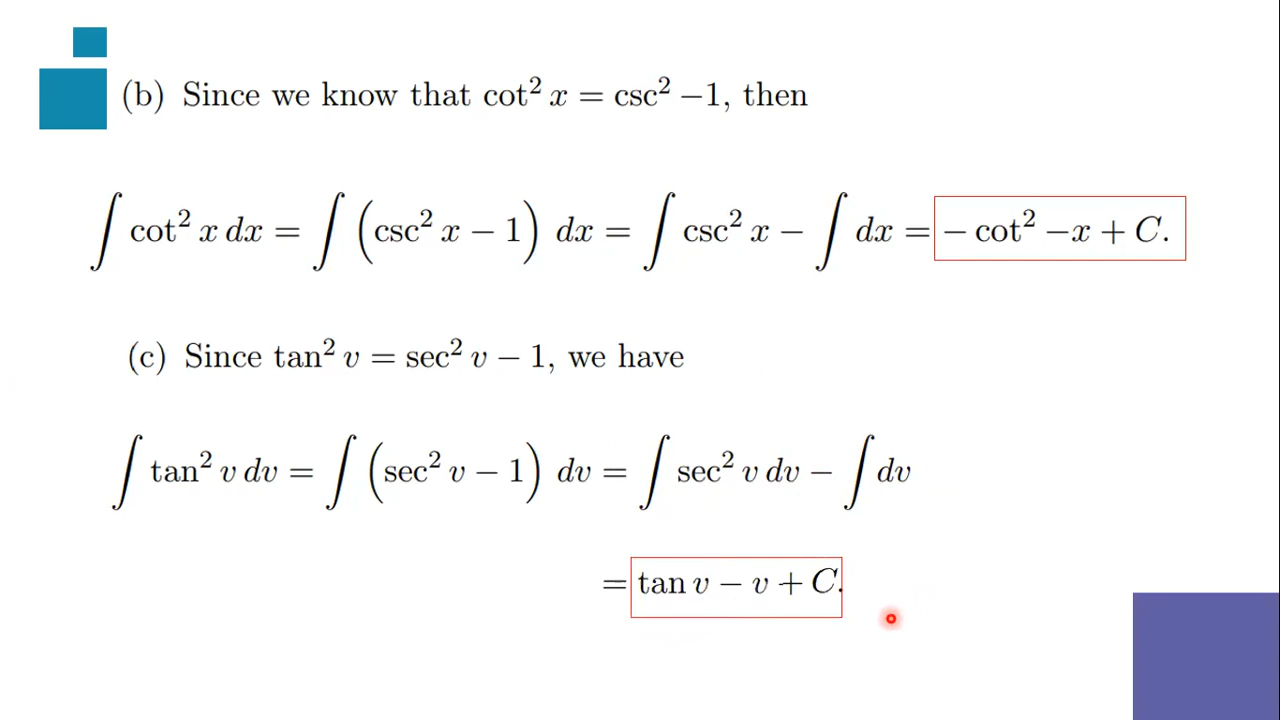 (b) Since we know that cot² x = csc² −1, then
∫ cot² x dx = ∫ (csc² x − 1) dx = ∫ csc² x − ∫ dx = − cot² −x + C.
(c) Since tan² v = sec² v − 1, we have
∫ tan² v dv = ∫ (sec² v − 1) dv = ∫ sec² v dv − ∫ dv
= tan v − v + C.